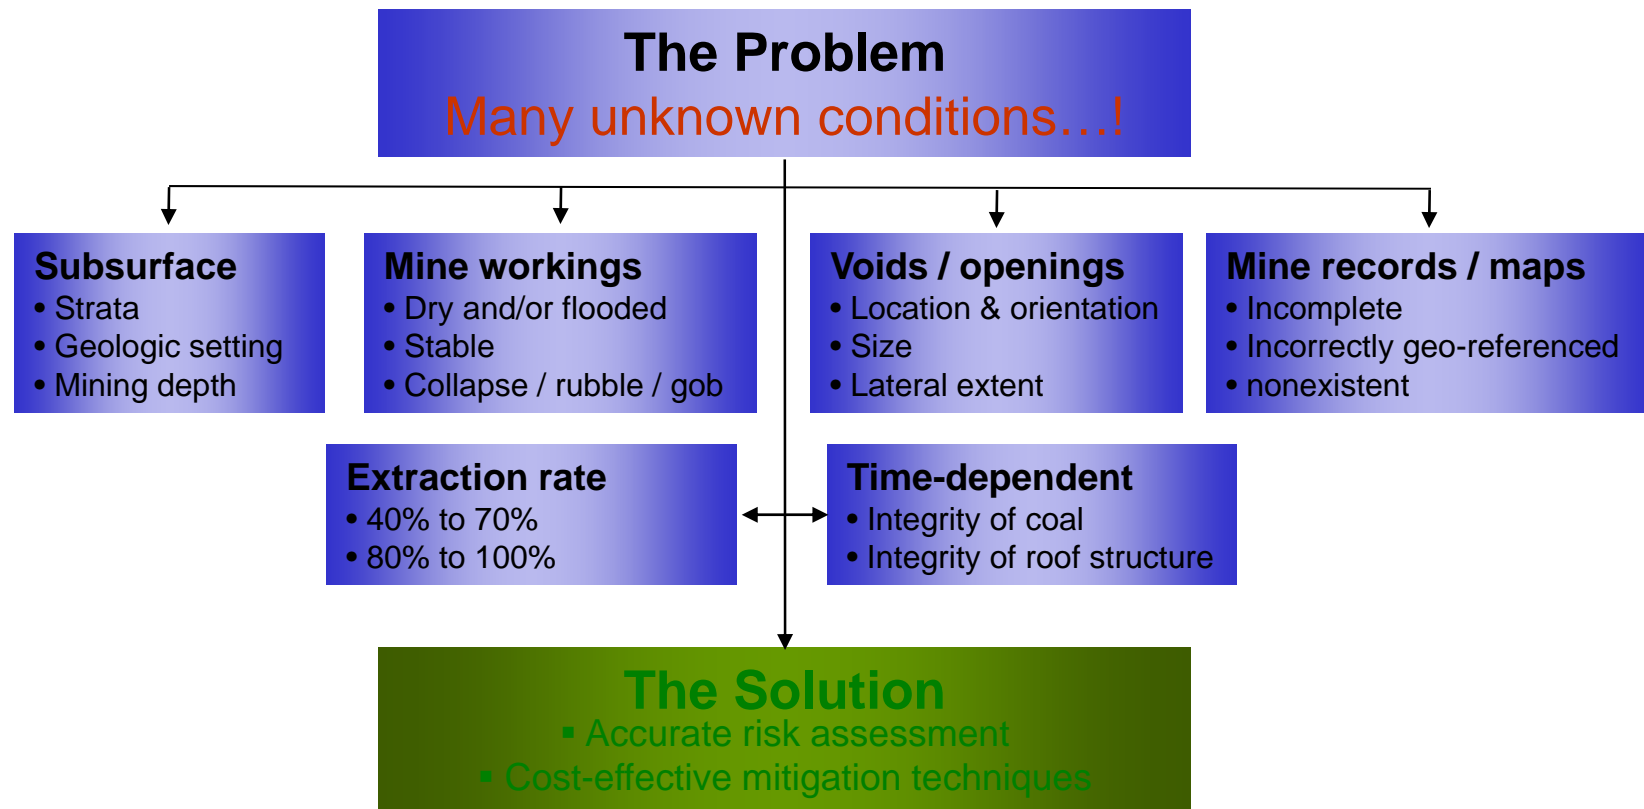 The Problem
Many unknown conditions…!
Subsurface
• Strata
• Geologic setting
• Mining depth
Mine workings
• Dry and/or flooded
• Stable
• Collapse / rubble / gob
Voids / openings
• Location & orientation
• Size
• Lateral extent
Mine records / maps
• Incomplete
• Incorrectly geo-referenced
• nonexistent
Extraction rate
• 40% to 70%
• 80% to 100%
Time-dependent
• Integrity of coal
• Integrity of roof structure
The Solution
▪ Accurate risk assessment
▪ Cost-effective mitigation techniques